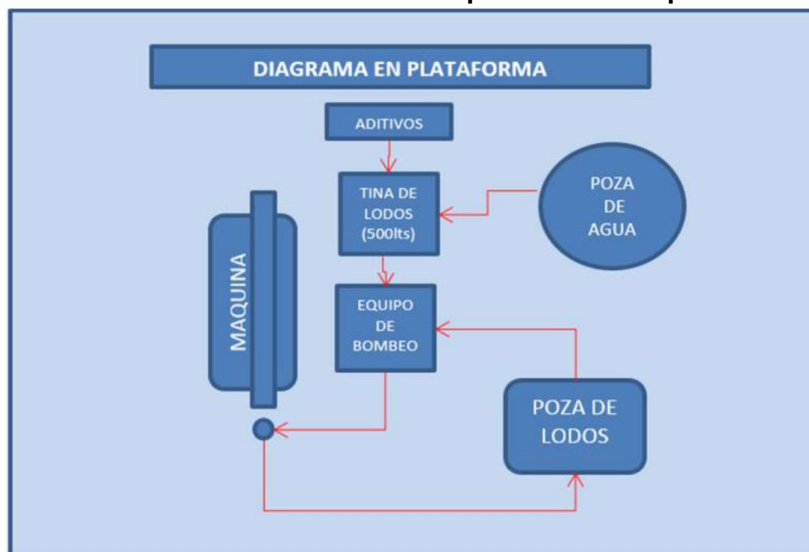 DIAGRAMA EN PLATAFORMA
ADITIVOS
TINA DE
LODOS
(500lts)
POZA
DE
AGUA
MAQUINA
EQUIPO
DE
BOMBEO
POZA DE
LODOS